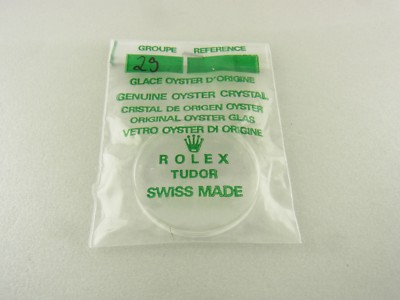 GROUPE REFERENCE
29
GLACE OYSTER D'ORIGINE
GENUINE OYSTER CRYSTAL
CRISTAL DE ORIGEN OYSTER
ORIGINAL OYSTER GLAS
VETRO OYSTER DI ORIGINE
ROLEX
TUDOR
SWISS MADE